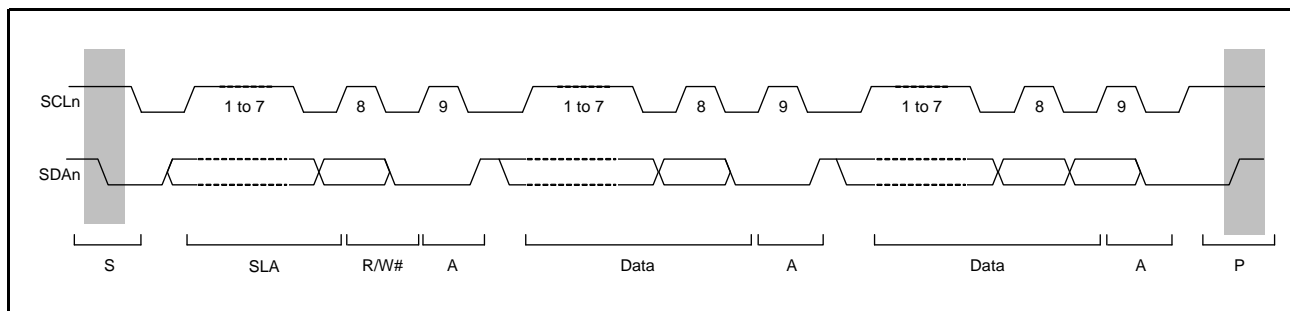 SCLn
1 to 7 8 9 1 to 7 8 9 1 to 7 8 9
SDAn
S SLA R/W# A Data A Data A P